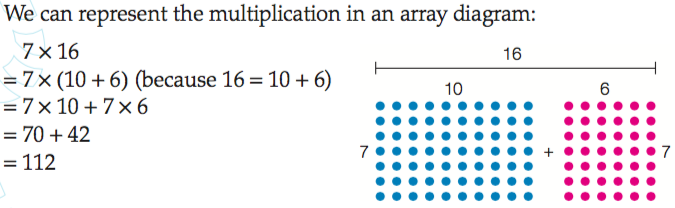 We can represent the multiplication in an array diagram:
7 × 16
= 7 × (10 + 6) (because 16 = 10 + 6)
= 7 × 10 + 7 × 6
= 70 + 42
= 112
16
10
6
7
+
7